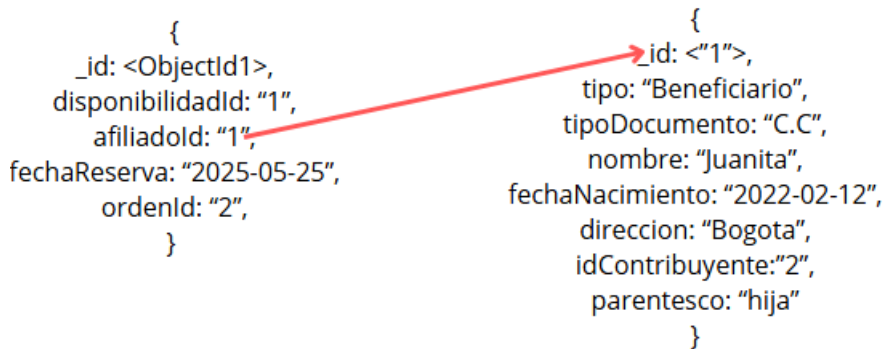 {
_id: <ObjectId1>,
disponibilidadId: “1”,
afiliadoId: “1”,
fechaReserva: “2025-05-25”,
ordenId: “2”,
}
{
_id: <”1”>,
tipo: “Beneficiario”,
tipoDocumento: “C.C”,
nombre: “Juanita”,
fechaNacimiento: “2022-02-12”,
direccion: “Bogota”,
idContribuyente:”2”,
parentesco: “hija”
}